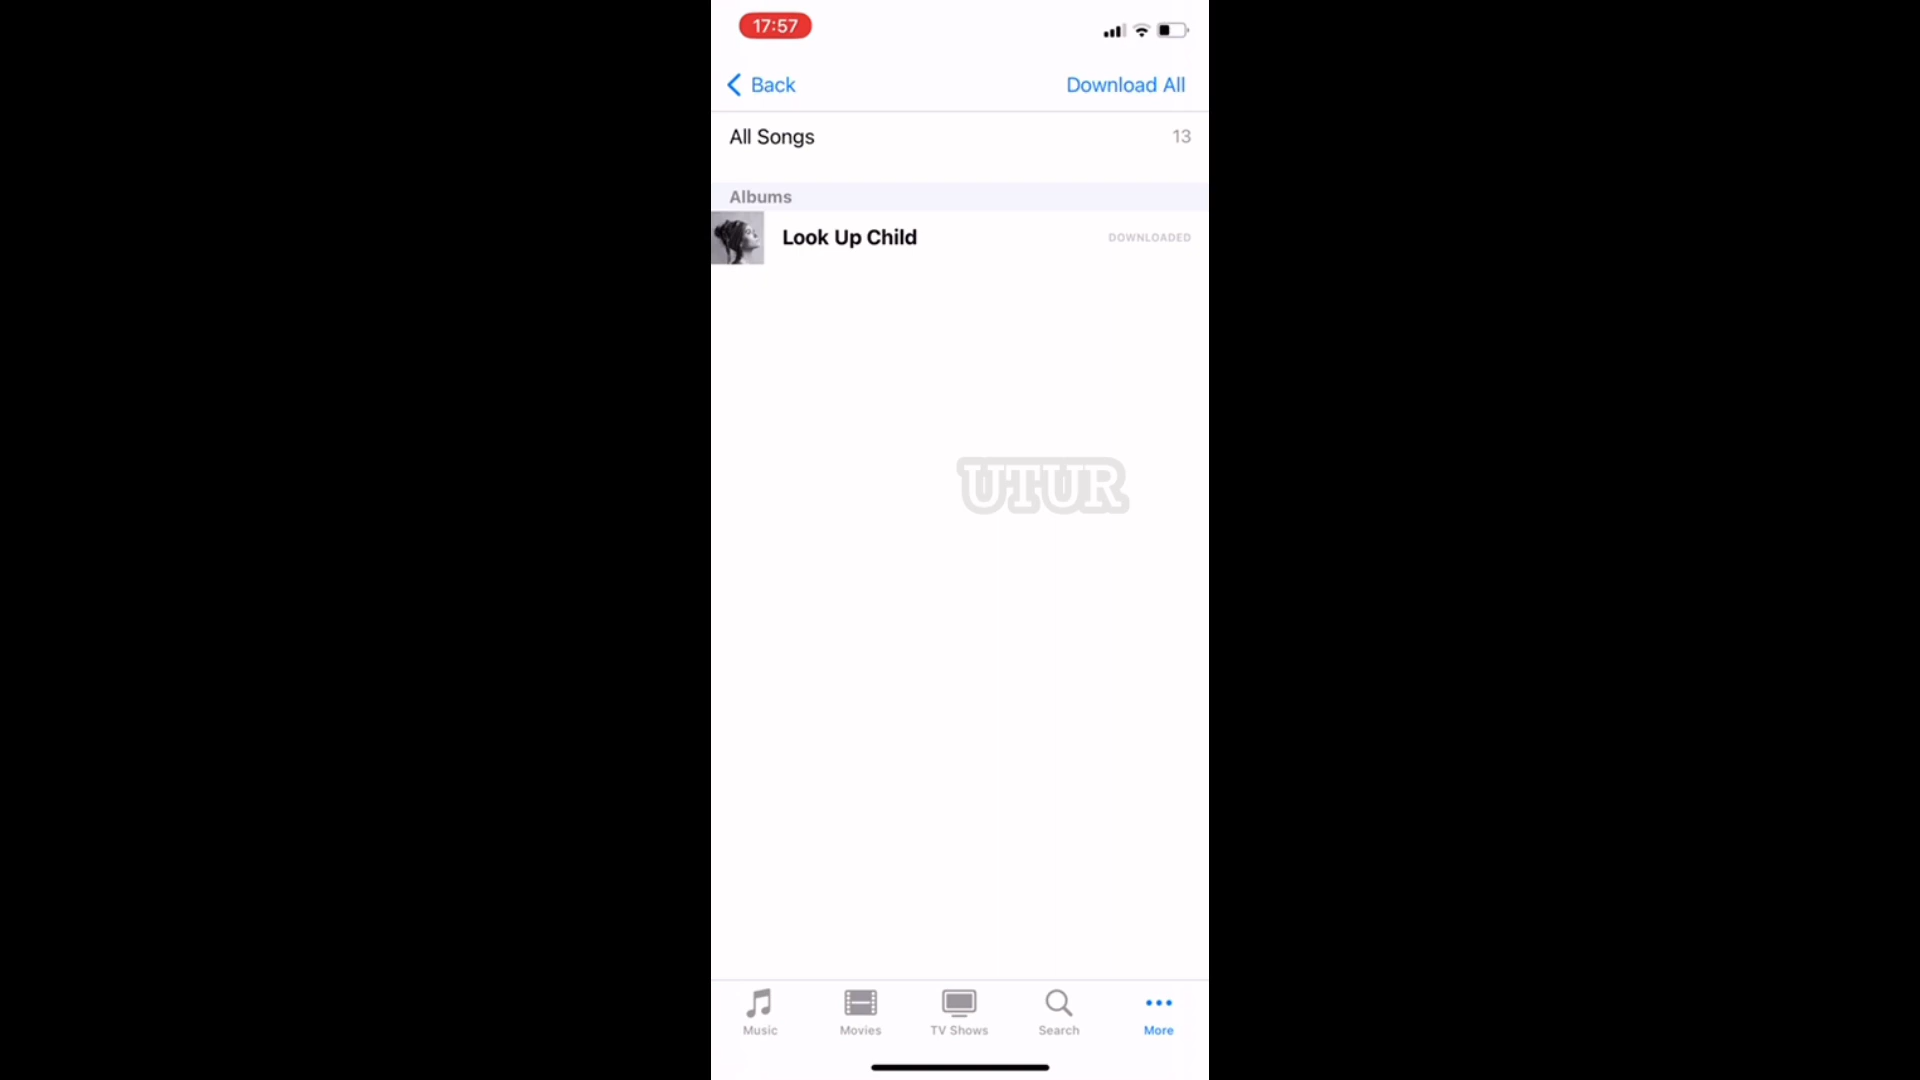 17:57
Back
Download All
All Songs
13
Albums
Look Up Child
DOWNLOADED
UTUR
Music
Movies
TV Shows
Search
More